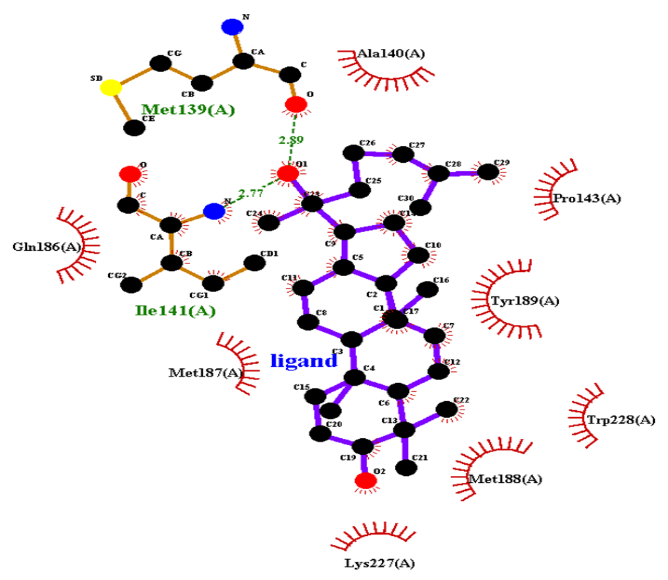 N
CG
CA
C
Ala140(A)
SD
CB
O
Met139(A)
CE
2.89
C26
C27
C28
C29
O
O1
C25
2.77
N
C23
C30
Pro143(A)
C
C24
C14
CA
C9
Gln186(A)
CB
CD1
C5
C10
CG2
C11
C2
C16
Tyr189(A)
CG1
C1
C17
Ile141(A)
C8
C7
C3
ligand
C12
Met187(A)
C4
C15
C6
C22
C20
C13
Trp228(A)
C19
C21
O2
Met188(A)
Lys227(A)